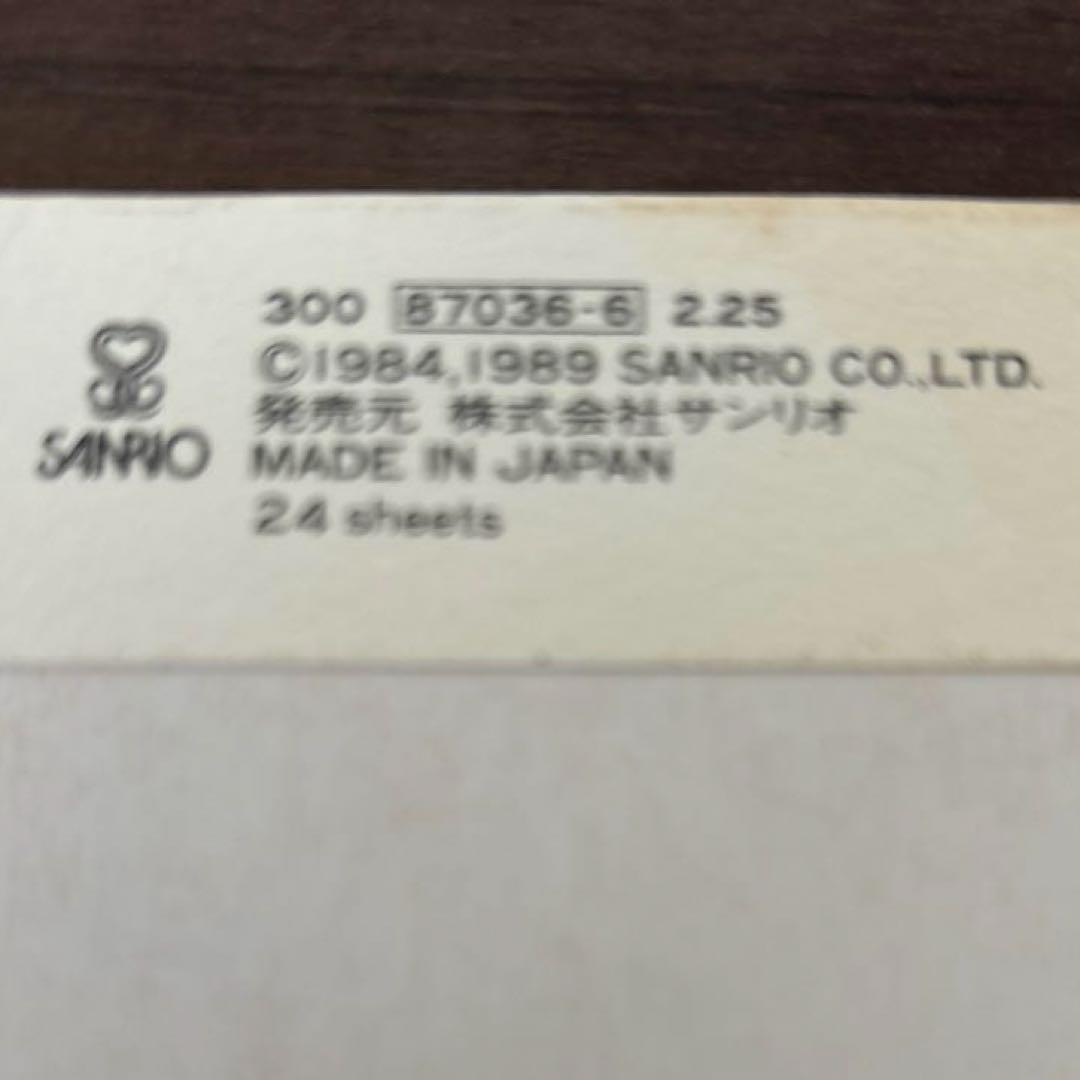 300 87036-6 2.25
©1984,1989 SANRIO CO.,LTD.
発売元 株式会社サンリオ
SANRIO
MADE IN JAPAN
24 sheets